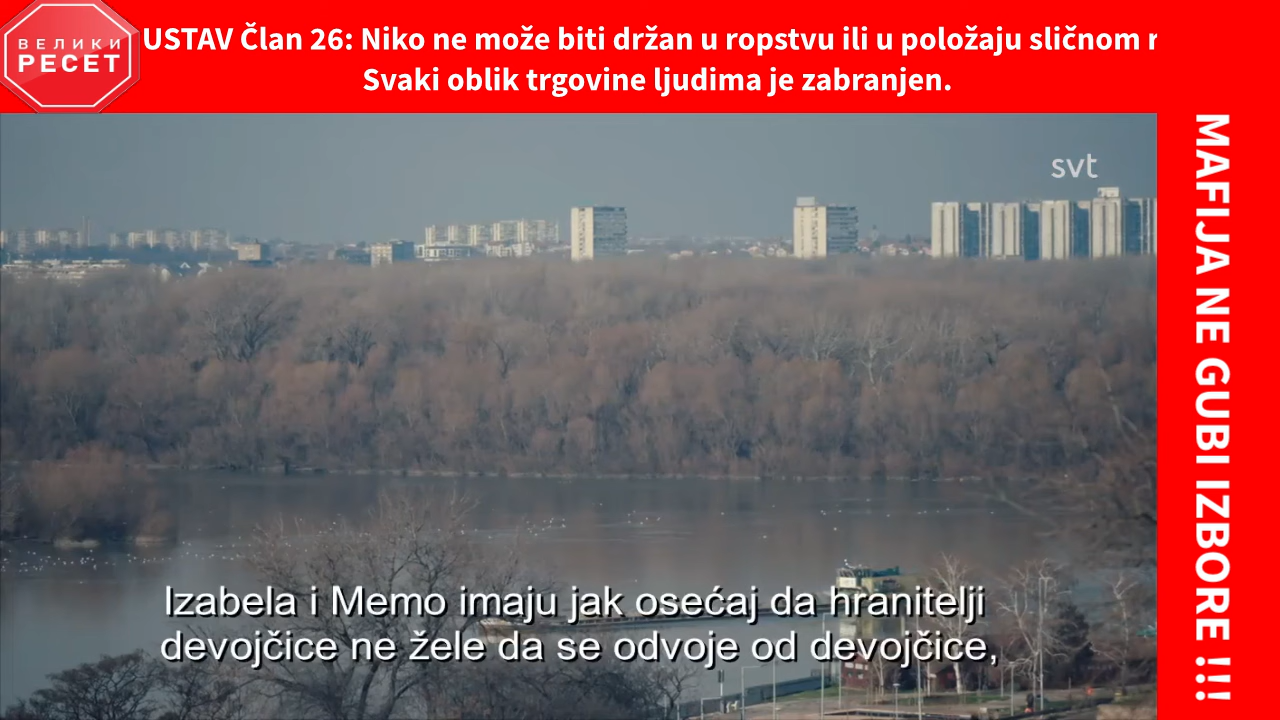 ВЕЛИКИ
РЕСЕТ
USTAV Član 26: Niko ne može biti držan u ropstvu ili u položaju sličnom
Svaki oblik trgovine ljudima je zabranjen.
svt
MAFIJA NE GUBI IZBORE !!!
Izabela i Memo imaju jak osećaj da hranitelji
devojčice ne žele da se odvoje od devojčice,